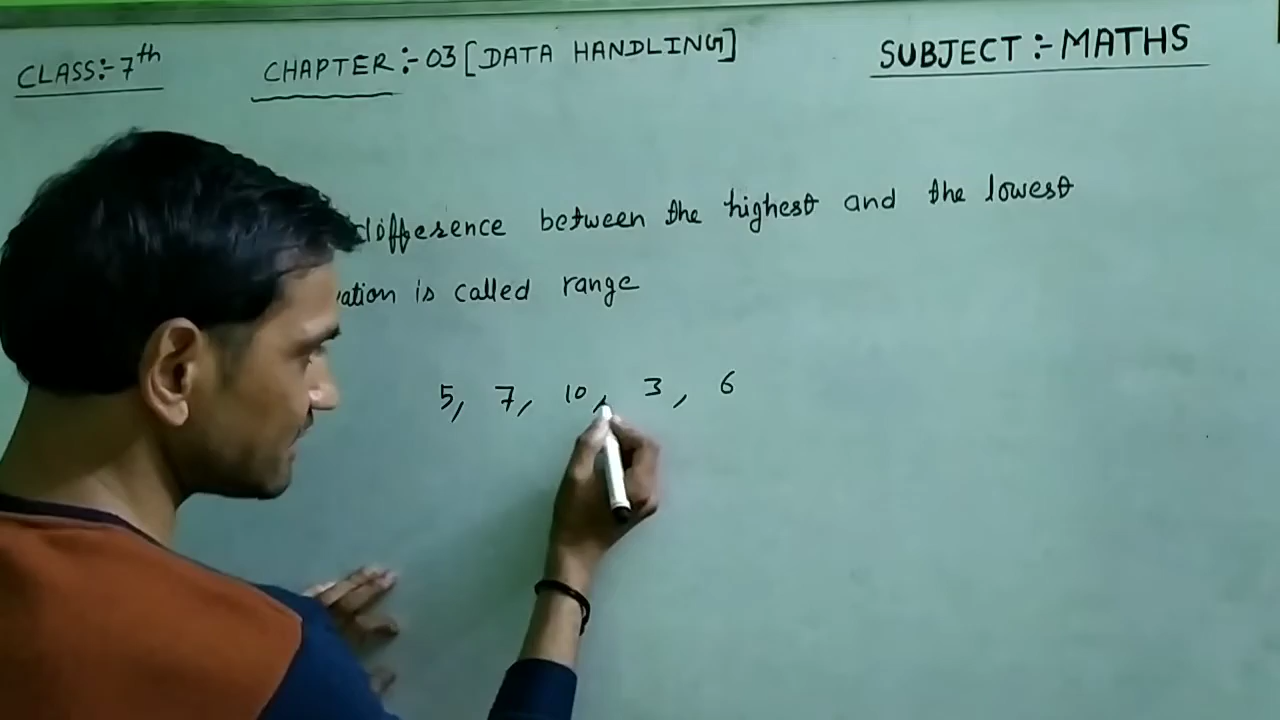 CLASS:-7th CHAPTER:-03[DATA HANDLING] SUBJECT:-MATHS
difference between the highest and the lowest
is called range
5, 7, 10, 3, 6